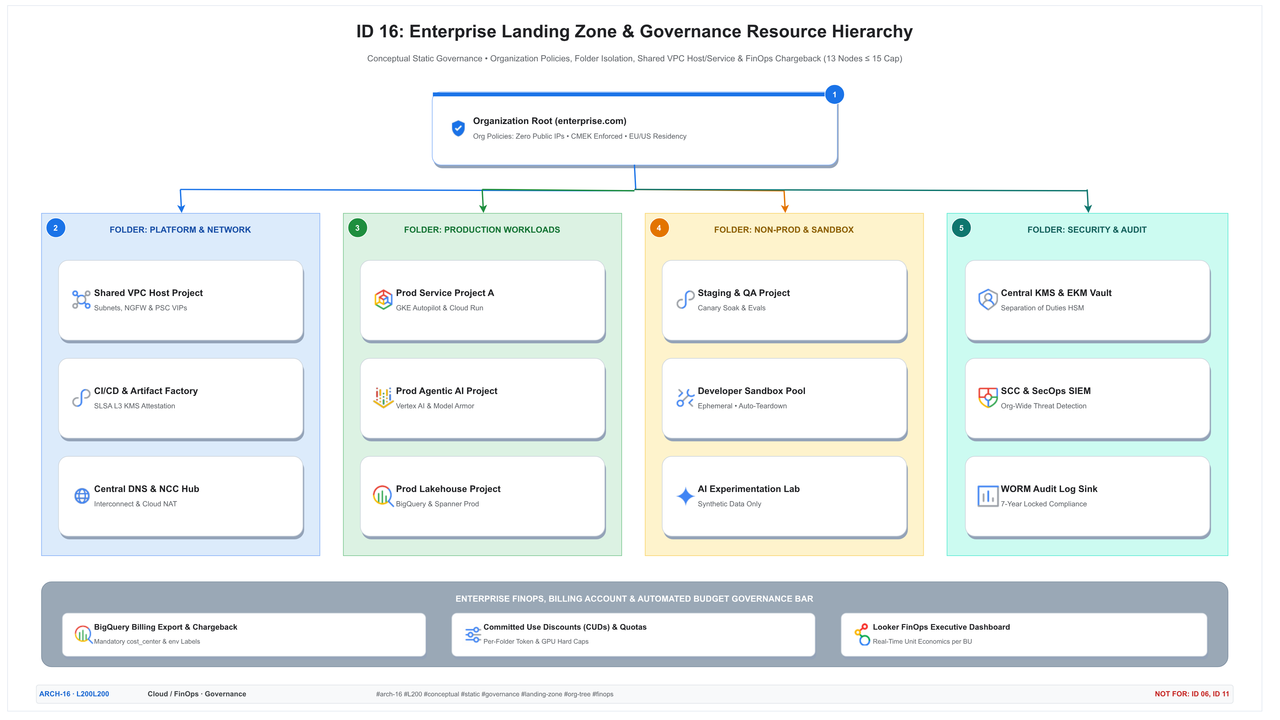 ID 16: Enterprise Landing Zone & Governance Resource Hierarchy
Conceptual Static Governance • Organization Policies, Folder Isolation, Shared VPC Host/Service & FinOps Chargeback (13 Nodes ≤ 15 Cap)
1
Organization Root (enterprise.com)
Org Policies: Zero Public IPs • CMEK Enforced • EU/US Residency
2
FOLDER: PLATFORM & NETWORK
Shared VPC Host Project
Subnets, NGFW & PSC VIPs
CI/CD & Artifact Factory
SLSA L3 KMS Attestation
Central DNS & NCC Hub
Interconnect & Cloud NAT
3
FOLDER: PRODUCTION WORKLOADS
Prod Service Project A
GKE Autopilot & Cloud Run
Prod Agentic AI Project
Vertex AI & Model Armor
Prod Lakehouse Project
BigQuery & Spanner Prod
4
FOLDER: NON-PROD & SANDBOX
Staging & QA Project
Canary Soak & Evals
Developer Sandbox Pool
Ephemeral • Auto-Teardown
AI Experimentation Lab
Synthetic Data Only
5
FOLDER: SECURITY & AUDIT
Central KMS & EKM Vault
Separation of Duties HSM
SCC & SecOps SIEM
Org-Wide Threat Detection
WORM Audit Log Sink
7-Year Locked Compliance
ENTERPRISE FINOPS, BILLING ACCOUNT & AUTOMATED BUDGET GOVERNANCE BAR
BigQuery Billing Export & Chargeback
Mandatory cost_center & env Labels
Committed Use Discounts (CUDs) & Quotas
Per-Folder Token & GPU Hard Caps
Looker FinOps Executive Dashboard
Real-Time Unit Economics per BU
ARCH-16 · L200L200
Cloud / FinOps · Governance
#arch-16 #L200 #conceptual #static #governance #landing-zone #org-tree #finops
NOT FOR: ID 06, ID 11